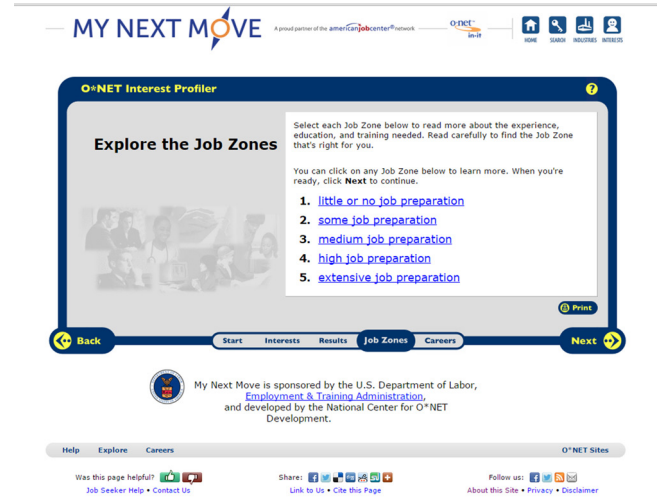 MY NEXT MOVE
A proud partner of the americanjobcenter® network
o·net™ in-it
HOME SEARCH INDUSTRIES INTERESTS
O*NET Interest Profiler ?
Explore the Job Zones
Select each Job Zone below to read more about the experience,
education, and training needed. Read carefully to find the Job Zone
that's right for you.
You can click on any Job Zone below to learn more. When you're
ready, click Next to continue.
1. little or no job preparation
2. some job preparation
3. medium job preparation
4. high job preparation
5. extensive job preparation
Print
Back Start Interests Results Job Zones Careers Next
My Next Move is sponsored by the U.S. Department of Labor,
Employment & Training Administration,
and developed by the National Center for O*NET
Development.
Help Explore Careers O*NET Sites
Was this page helpful? Share: Follow us:
Job Seeker Help • Contact Us Link to Us • Cite this Page About this Site • Privacy • Disclaimer